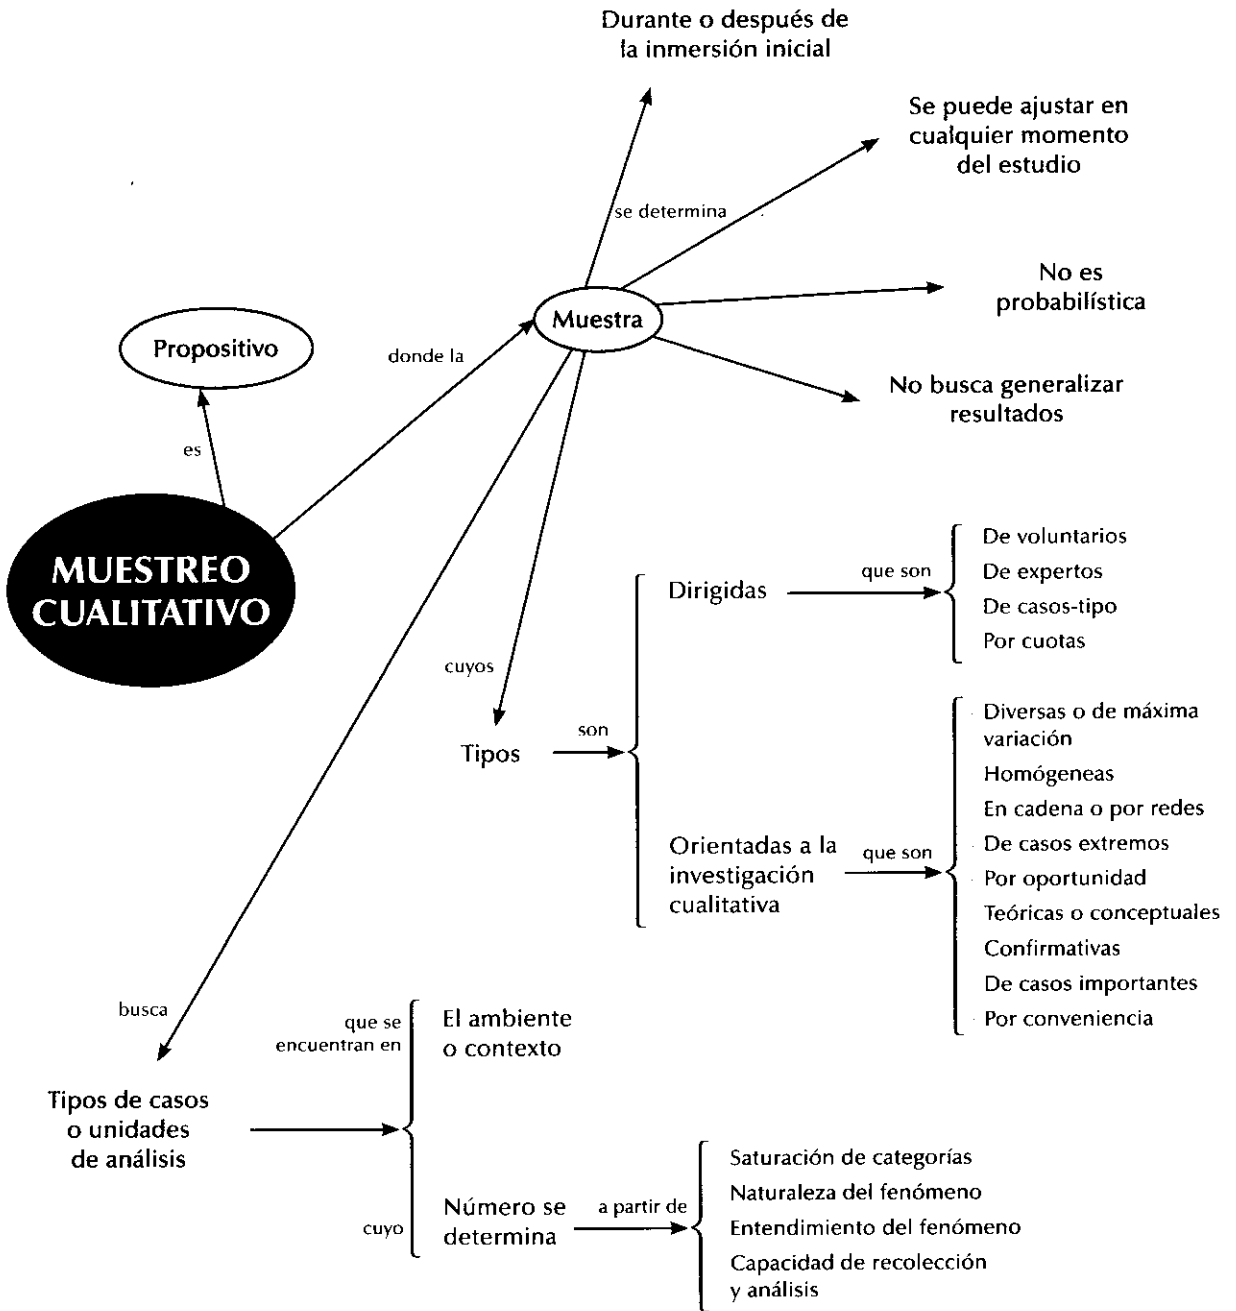 Durante o después de
la inmersión inicial
Se puede ajustar en
cualquier momento
del estudio
se determina
No es
probabilística
Muestra
Propositivo
donde la
No busca generalizar
resultados
es
MUESTREO
CUALITATIVO
De voluntarios
Dirigidas
que son
De expertos
De casos-tipo
Por cuotas
cuyos
Tipos
son
Diversas o de máxima
variación
Homógeneas
En cadena o por redes
De casos extremos
Por oportunidad
Teóricas o conceptuales
Confirmativas
De casos importantes
Por conveniencia
Orientadas a la
investigación
cualitativa
que son
busca
que se
encuentran en
El ambiente
o contexto
Tipos de casos
o unidades
de análisis
cuyo
Número se
determina
a partir de
Saturación de categorías
Naturaleza del fenómeno
Entendimiento del fenómeno
Capacidad de recolección
y análisis